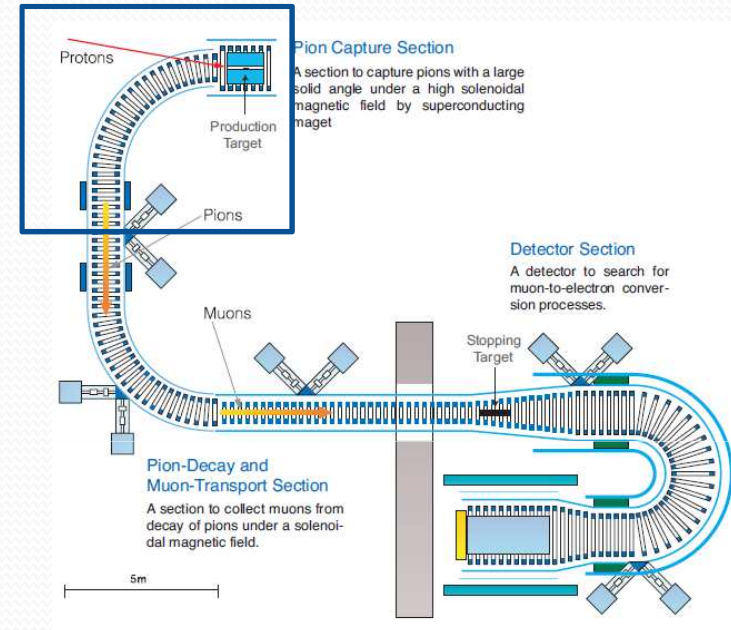 Protons
Pion Capture Section
A section to capture pions with a large
solid angle under a high solenoidal
magnetic field by superconducting
maget
Production
Target
Pions
Detector Section
A detector to search for
muon-to-electron conver-
sion processes.
Muons
Stopping
Target
Pion-Decay and
Muon-Transport Section
A section to collect muons from
decay of pions under a solenoi-
dal magnetic field.
5m